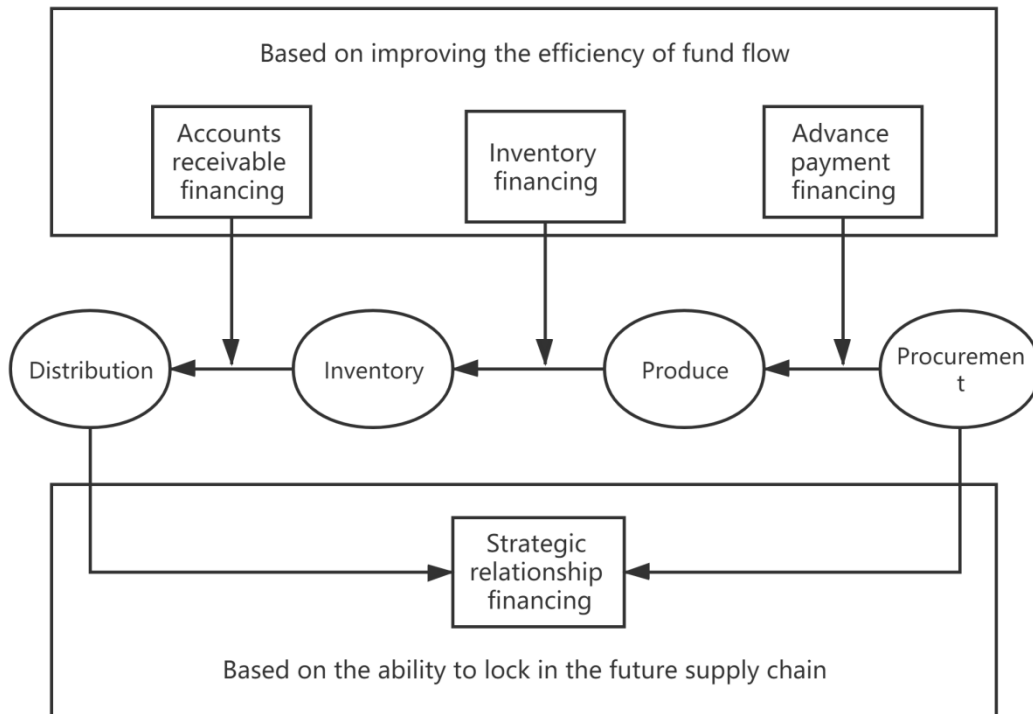 Based on improving the efficiency of fund flow
Accounts
receivable
financing
Inventory
financing
Advance
payment
financing
Distribution
Inventory
Produce
Procuremen
t
Strategic
relationship
financing
Based on the ability to lock in the future supply chain